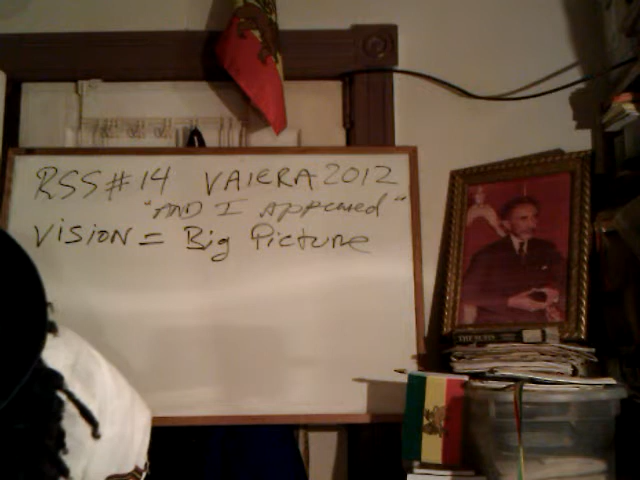 RSS#14 VAIERA 2012
"AND I APPEARED"
VISION = Big Picture